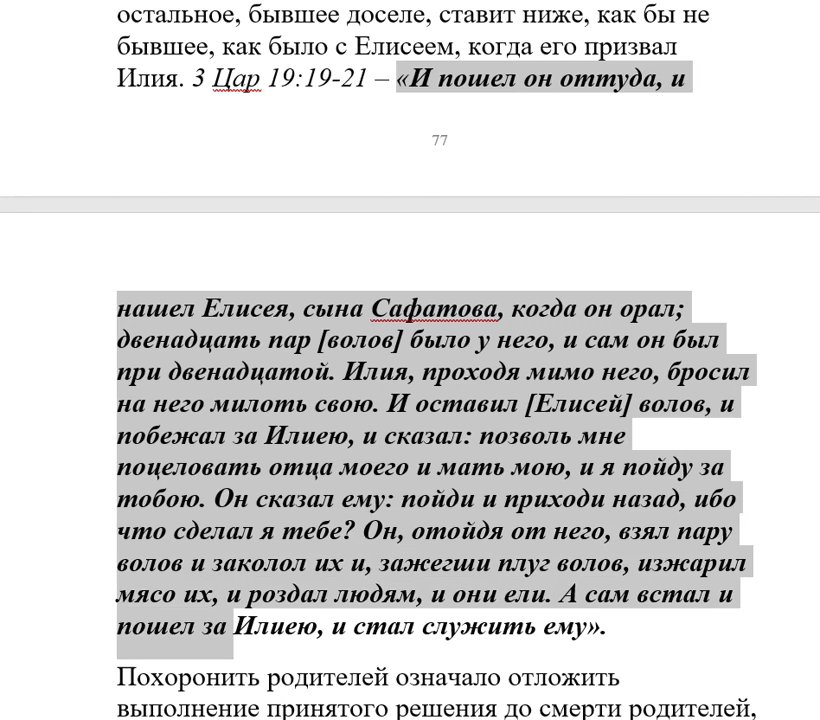 остальное, бывшее доселе, ставит ниже, как бы не
бывшее, как было с Елисеем, когда его призвал
Илия. 3 Цар 19:19-21 – «И пошел он оттуда, и
77
нашел Елисея, сына Сафатова, когда он орал;
двенадцать пар [волов] было у него, и сам он был
при двенадцатой. Илия, проходя мимо него, бросил
на него милоть свою. И оставил [Елисей] волов, и
побежал за Илиею, и сказал: позволь мне
поцеловать отца моего и мать мою, и я пойду за
тобою. Он сказал ему: пойди и приходи назад, ибо
что сделал я тебе? Он, отойдя от него, взял пару
волов и заколол их и, зажегши плуг волов, изжарил
мясо их, и роздал людям, и они ели. А сам встал и
пошел за Илиею, и стал служить ему».
Похоронить родителей означало отложить
выполнение принятого решения до смерти родителей,